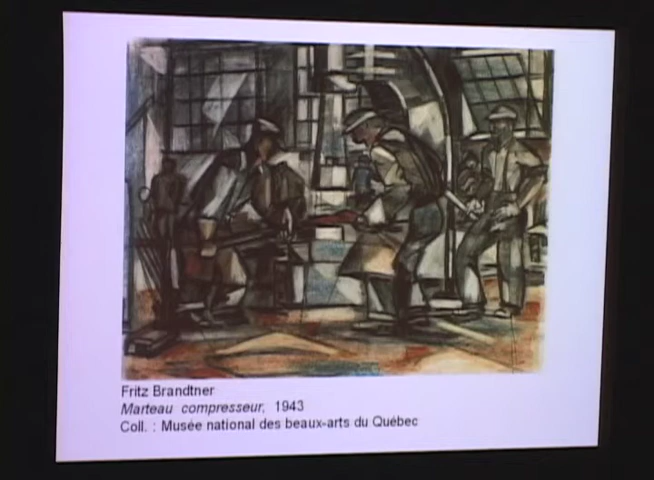 Fritz Brandtner
Marteau compresseur, 1943
Coll. : Musée national des beaux-arts du Québec